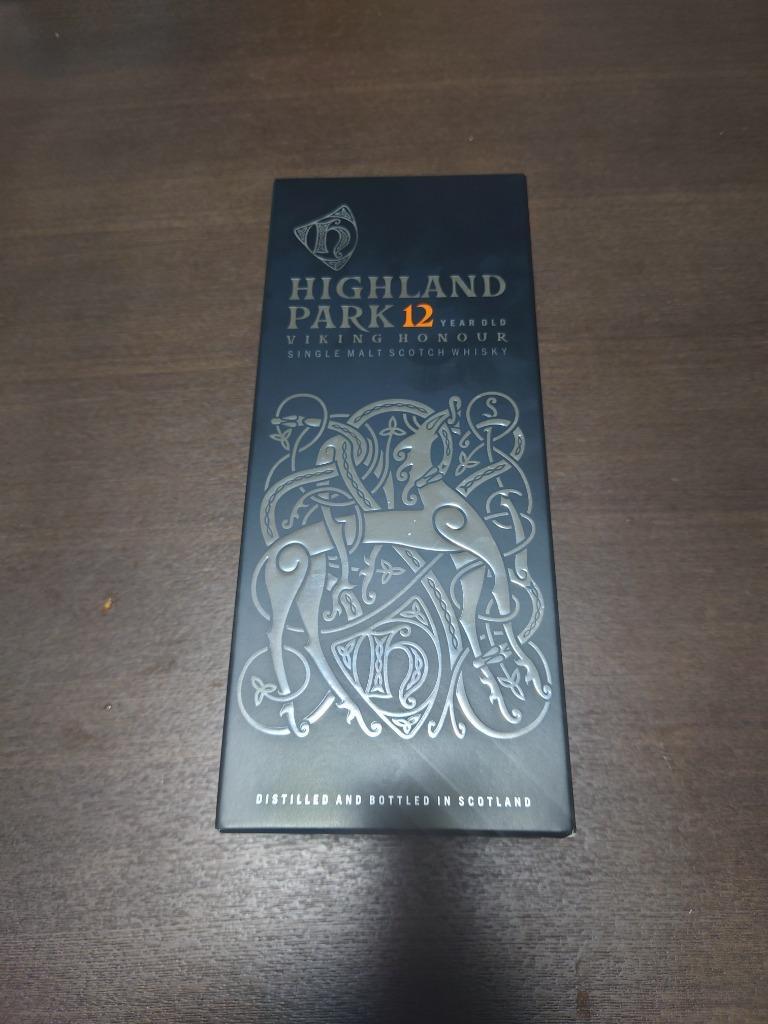 HIGHLAND
PARK 12 YEAR OLD
VIKING HONOUR
SINGLE MALT SCOTCH WHISKY
DISTILLED AND BOTTLED IN SCOTLAND